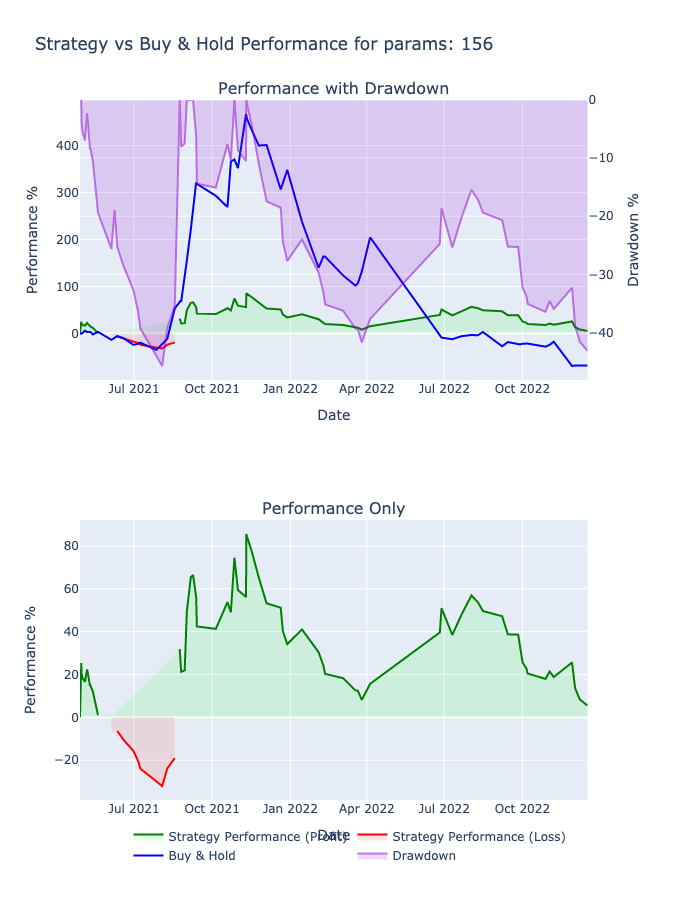 Strategy vs Buy & Hold Performance for params: 156
Performance with Drawdown
400
300
200
100
0
Performance %
0
−10
−20
−30
−40
Drawdown %
Jul 2021 Oct 2021 Jan 2022 Apr 2022 Jul 2022 Oct 2022
Date
Performance Only
80
60
40
20
0
−20
Performance %
Jul 2021 Oct 2021 Jan 2022 Apr 2022 Jul 2022 Oct 2022
Date
Strategy Performance (Profit) Strategy Performance (Loss)
Buy & Hold Drawdown